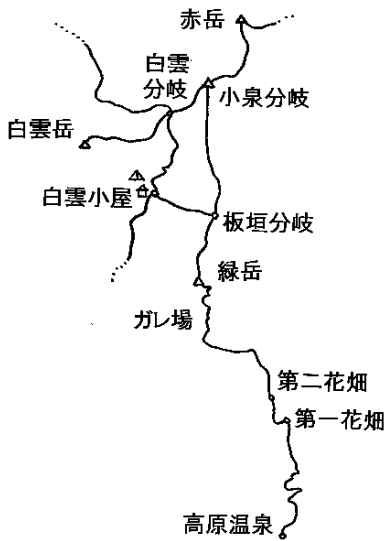 赤岳
白雲
分岐
小泉分岐
白雲岳
白雲小屋
板垣分岐
緑岳
ガレ場
第二花畑
第一花畑
高原温泉